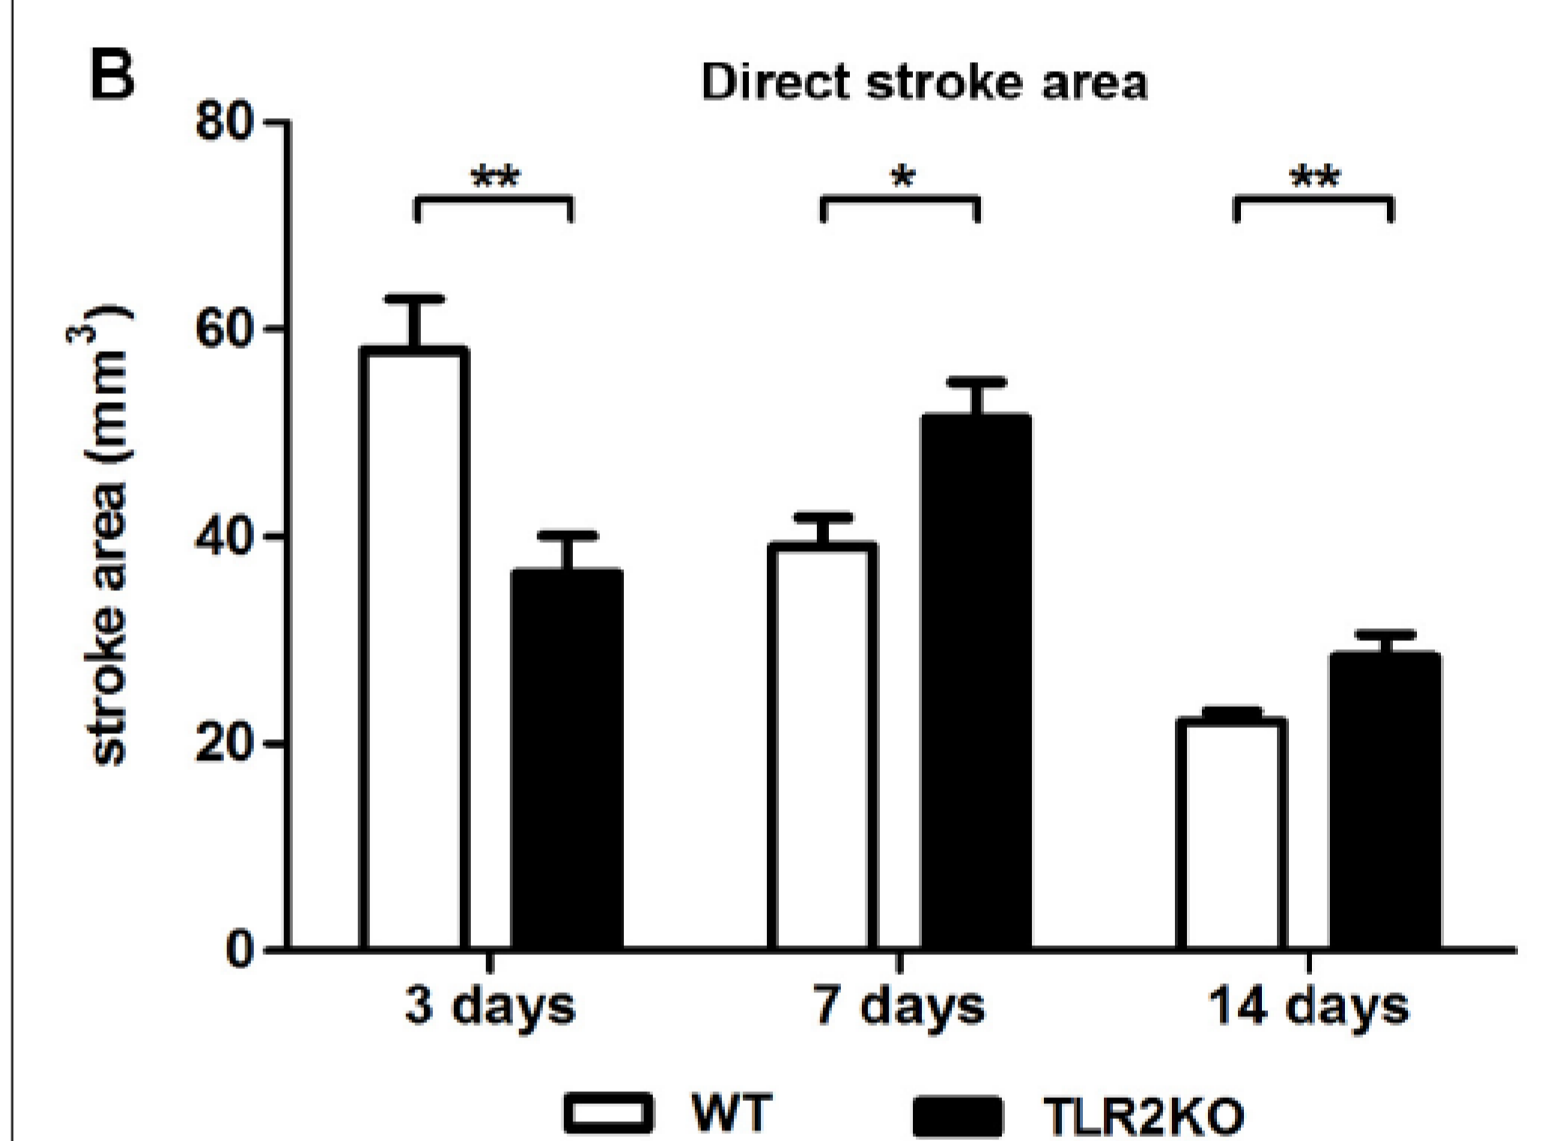 B
Direct stroke area
80
** * **
60
40
20
0
stroke area (mm³)
3 days 7 days 14 days
WT TLR2KO